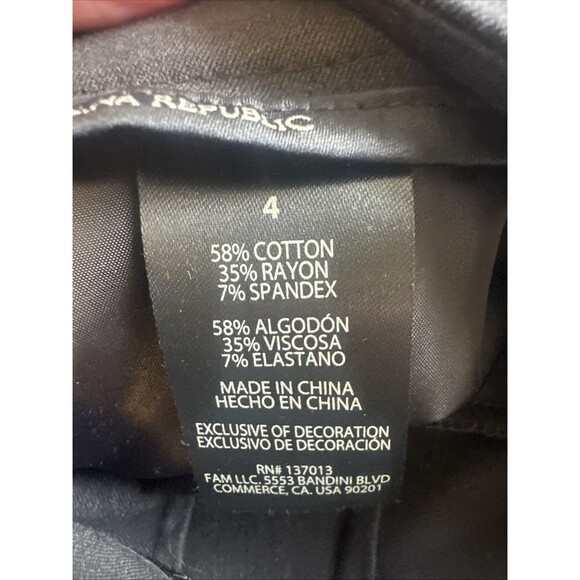 REPUBLIC
4
58% COTTON
35% RAYON
7% SPANDEX
58% ALGODÓN
35% VISCOSA
7% ELASTANO
MADE IN CHINA
HECHO EN CHINA
EXCLUSIVE OF DECORATION
EXCLUSIVO DE DECORACIÓN
RN# 137013
FAM LLC. 5553 BANDINI BLVD
COMMERCE, CA. USA 90201